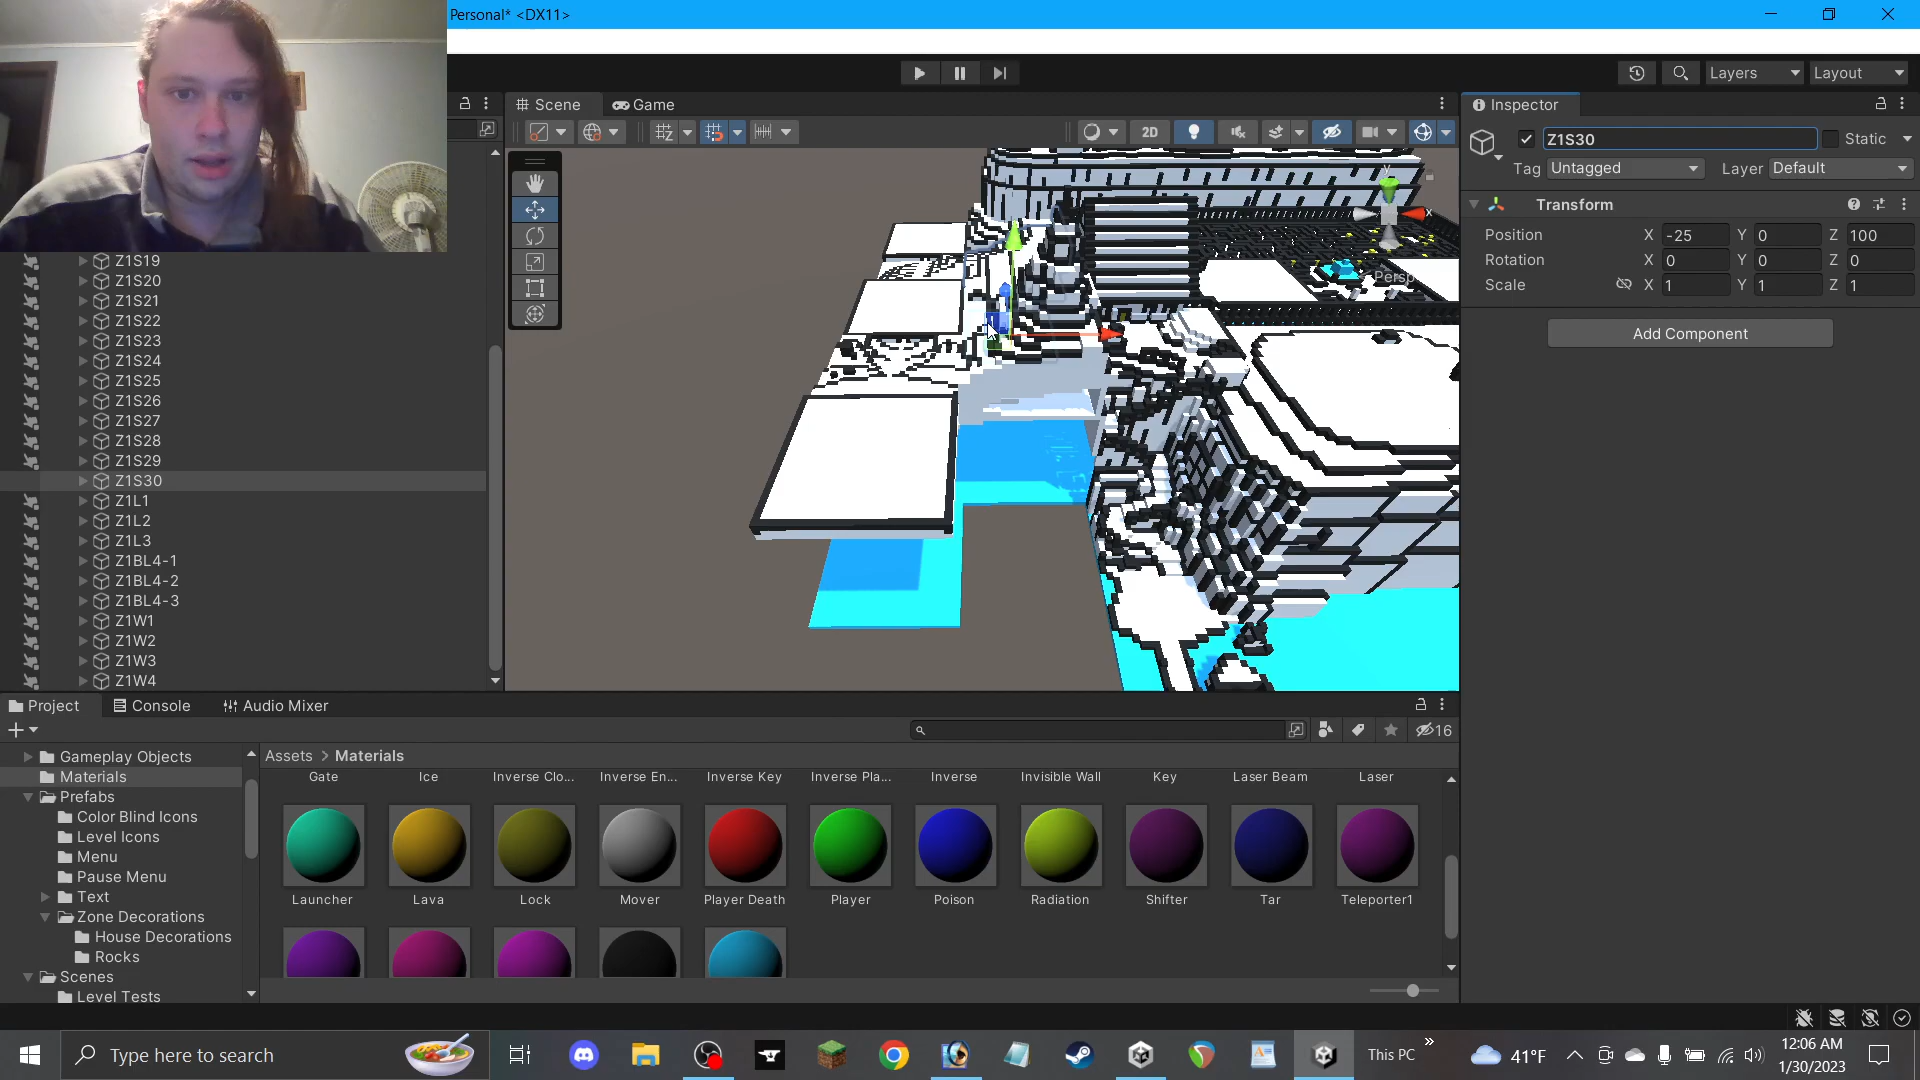 Personal* <DX11>
Layers
Layout
Scene
Game
2D
Inspector
Z1S30
Static
Tag
Untagged
Layer
Default
Transform
Position X -25 Y 0 Z 100
Rotation X 0 Y 0 Z 0
Scale X 1 Y 1 Z 1
Add Component
y
x
Persp
Z1S19
Z1S20
Z1S21
Z1S22
Z1S23
Z1S24
Z1S25
Z1S26
Z1S27
Z1S28
Z1S29
Z1S30
Z1L1
Z1L2
Z1L3
Z1BL4-1
Z1BL4-2
Z1BL4-3
Z1W1
Z1W2
Z1W3
Z1W4
Project
Console
Audio Mixer
16
Gameplay Objects
Materials
Prefabs
Color Blind Icons
Level Icons
Menu
Pause Menu
Text
Zone Decorations
House Decorations
Rocks
Scenes
Level Tests
Assets > Materials
Gate
Ice
Inverse Clo...
Inverse En...
Inverse Key
Inverse Pla...
Inverse
Invisible Wall
Key
Laser Beam
Laser
Launcher
Lava
Lock
Mover
Player Death
Player
Poison
Radiation
Shifter
Tar
Teleporter1
Type here to search
This PC
»
41°F
12:06 AM
1/30/2023